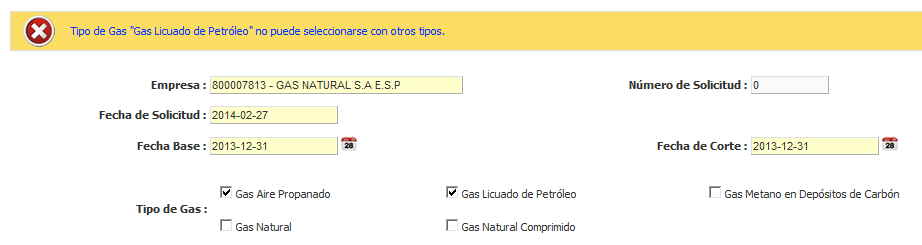 Tipo de Gas "Gas Licuado de Petróleo" no puede seleccionarse con otros tipos.
Empresa : 800007813 - GAS NATURAL S.A E.S.P Número de Solicitud : 0
Fecha de Solicitud : 2014-02-27
Fecha Base : 2013-12-31 28 Fecha de Corte : 2013-12-31 28
Gas Aire Propanado Gas Licuado de Petróleo Gas Metano en Depósitos de Carbón
Tipo de Gas :
Gas Natural Gas Natural Comprimido